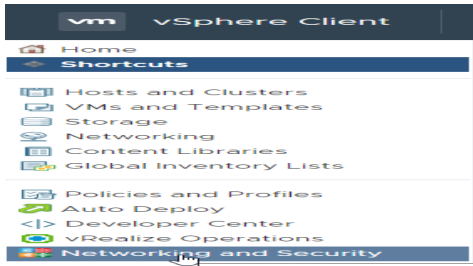 vm vSphere Client
Home
Shortcuts
Hosts and Clusters
VMs and Templates
Storage
Networking
Content Libraries
Global Inventory Lists
Policies and Profiles
Auto Deploy
Developer Center
vRealize Operations
Networking and Security